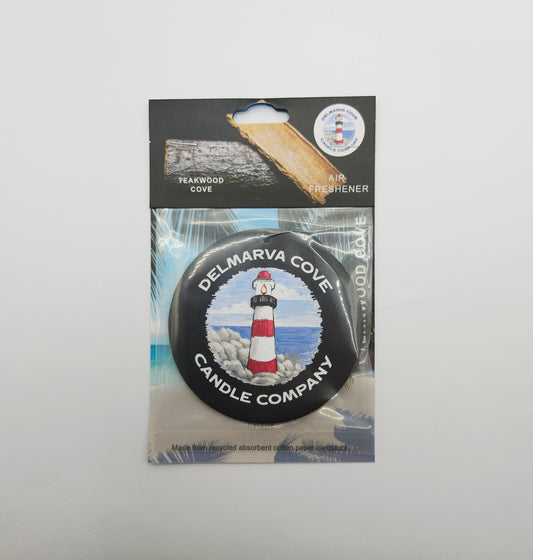 DELMARVA COVE
CANDLE COMPANY
TEAKWOOD
COVE
AIR
FRESHENER
DELMARVA COVE
CANDLE COMPANY
WOOD COVE
Made from recycled absorbent cotton paper cardstock.